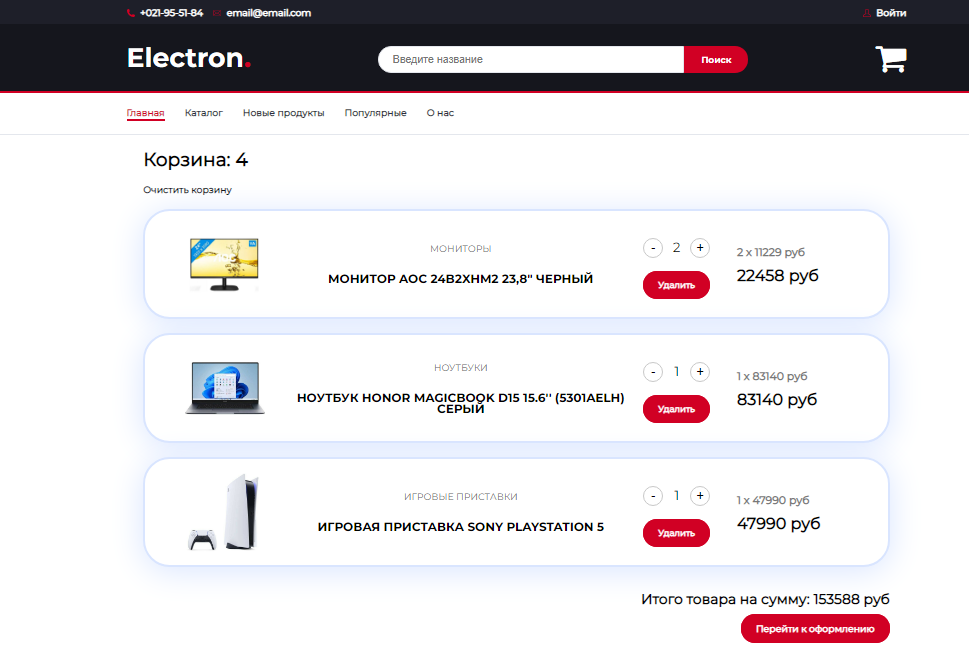 +021-95-51-84 email@email.com Войти
Electron.
Введите название
Поиск
Главная Каталог Новые продукты Популярные О нас
Корзина: 4
Очистить корзину
МОНИТОРЫ
МОНИТОР AOC 24B2XHM2 23,8" ЧЕРНЫЙ
- 2 +
Удалить
2 x 11229 руб
22458 руб
НОУТБУКИ
НОУТБУК HONOR MAGICBOOK D15 15.6'' (5301AELH)
СЕРЫЙ
- 1 +
Удалить
1 x 83140 руб
83140 руб
ИГРОВЫЕ ПРИСТАВКИ
ИГРОВАЯ ПРИСТАВКА SONY PLAYSTATION 5
- 1 +
Удалить
1 x 47990 руб
47990 руб
Итого товара на сумму: 153588 руб
Перейти к оформлению